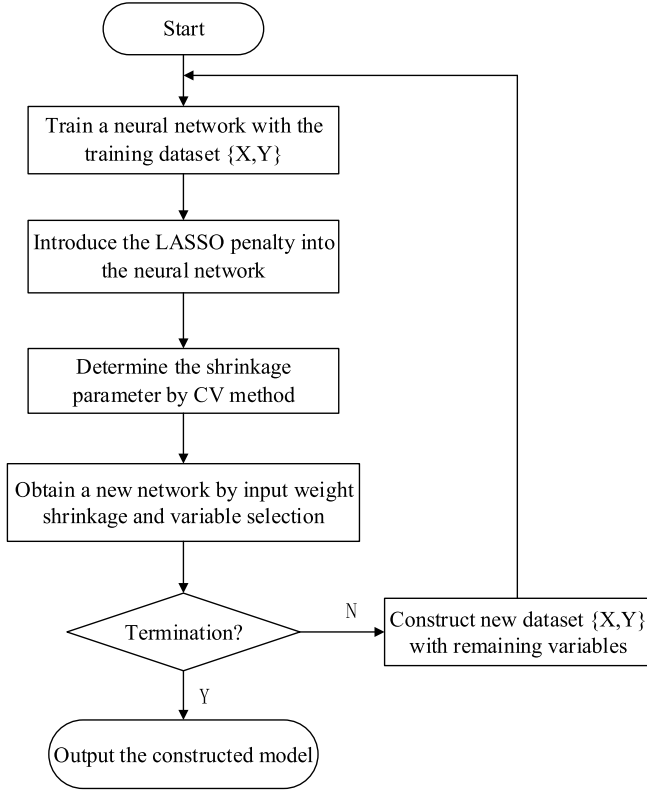 Start
Train a neural network with the
training dataset {X,Y}
Introduce the LASSO penalty into
the neural network
Determine the shrinkage
parameter by CV method
Obtain a new network by input weight
shrinkage and variable selection
Termination?
N
Construct new dataset {X,Y}
with remaining variables
Y
Output the constructed model